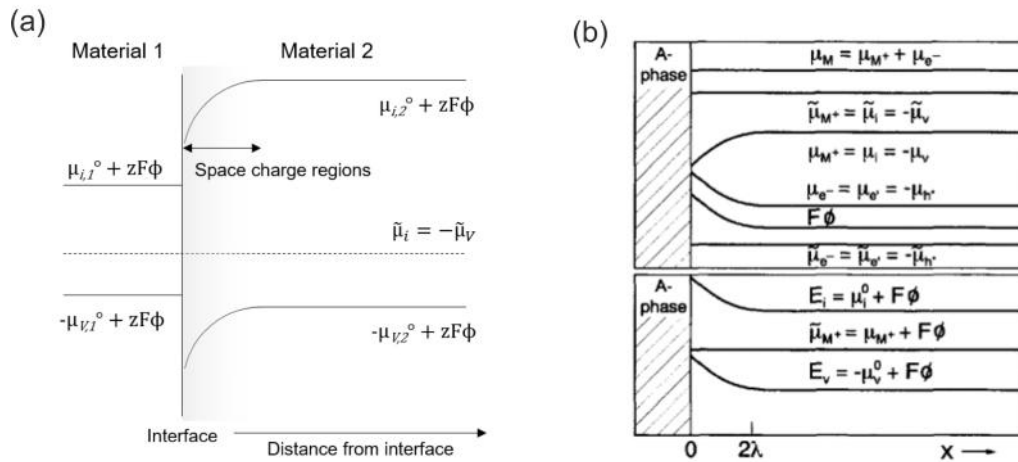 (a)
Material 1
Material 2
μi,2° + zFϕ
Space charge regions
μi,1° + zFϕ
μ̃i = −μ̃V
-μV,1° + zFϕ
-μV,2° + zFϕ
Interface
Distance from interface
(b)
A-
phase
μM = μM+ + μe−
μ̃M+ = μ̃i = -μ̃v
μM+ = μi = -μv
μe− = μe' = -μh•
Fϕ
μ̃e− = μ̃e' = -μ̃h•
A-
phase
Ei = μi0 + Fϕ
μ̃M+ = μM+ + Fϕ
Ev = -μv0 + Fϕ
0
2λ
x